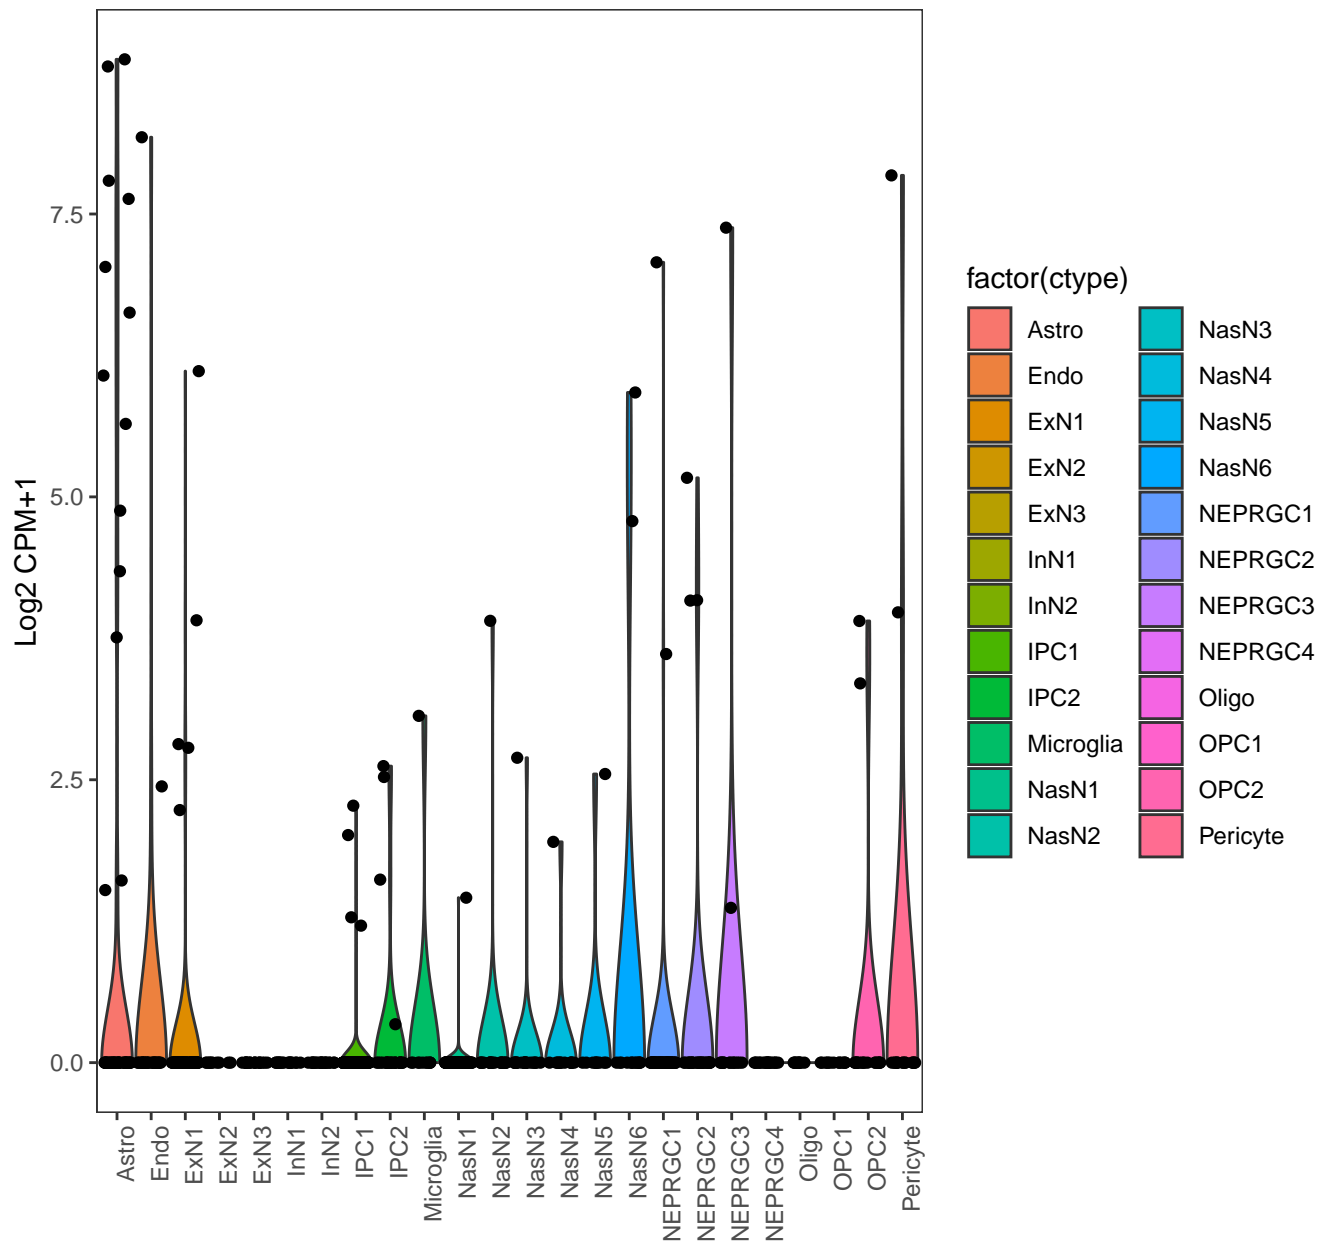 Log2 CPM+1
7.5
5.0
2.5
0.0
Astro
Endo
ExN1
ExN2
ExN3
InN1
InN2
IPC1
IPC2
Microglia
NasN1
NasN2
NasN3
NasN4
NasN5
NasN6
NEPRGC1
NEPRGC2
NEPRGC3
NEPRGC4
Oligo
OPC1
OPC2
Pericyte
factor(ctype)
Astro
Endo
ExN1
ExN2
ExN3
InN1
InN2
IPC1
IPC2
Microglia
NasN1
NasN2
NasN3
NasN4
NasN5
NasN6
NEPRGC1
NEPRGC2
NEPRGC3
NEPRGC4
Oligo
OPC1
OPC2
Pericyte